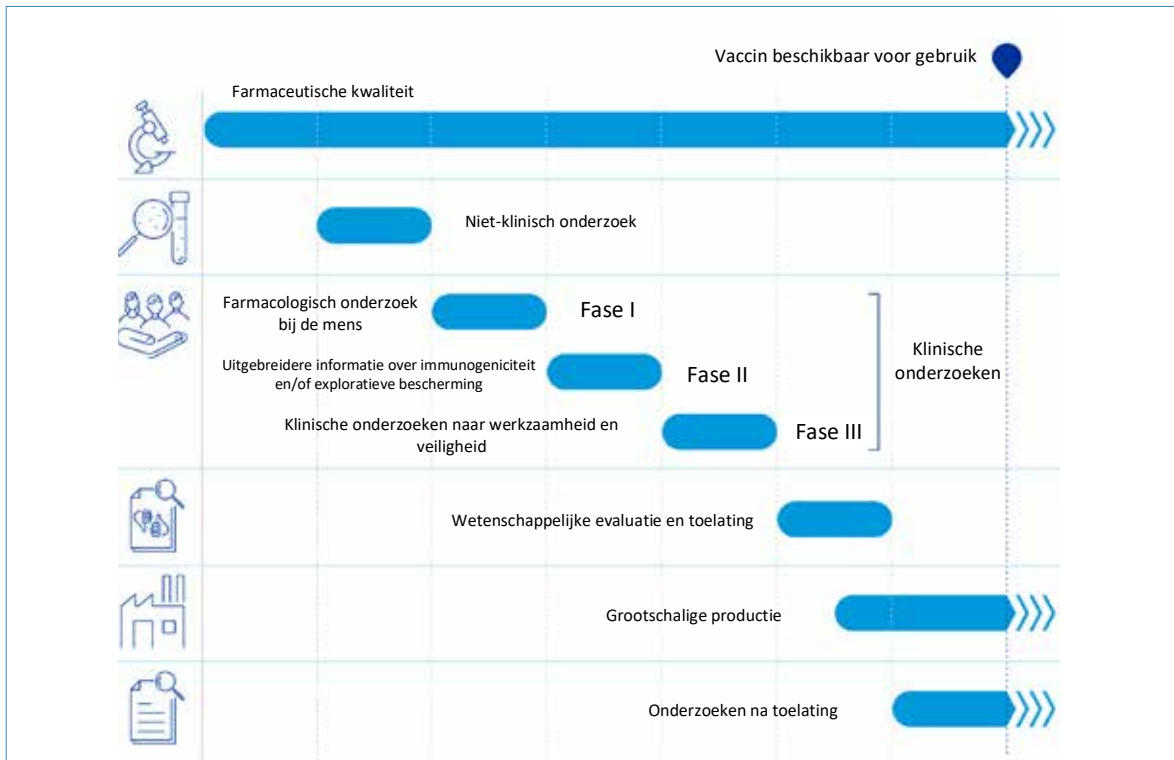 Vaccin beschikbaar voor gebruik
Farmaceutische kwaliteit
Niet-klinisch onderzoek
Farmacologisch onderzoek
bij de mens
Fase I
Uitgebreidere informatie over immunogeniciteit
en/of exploratieve bescherming
Fase II
Klinische onderzoeken naar werkzaamheid en
veiligheid
Fase III
Klinische
onderzoeken
Wetenschappelijke evaluatie en toelating
Grootschalige productie
Onderzoeken na toelating